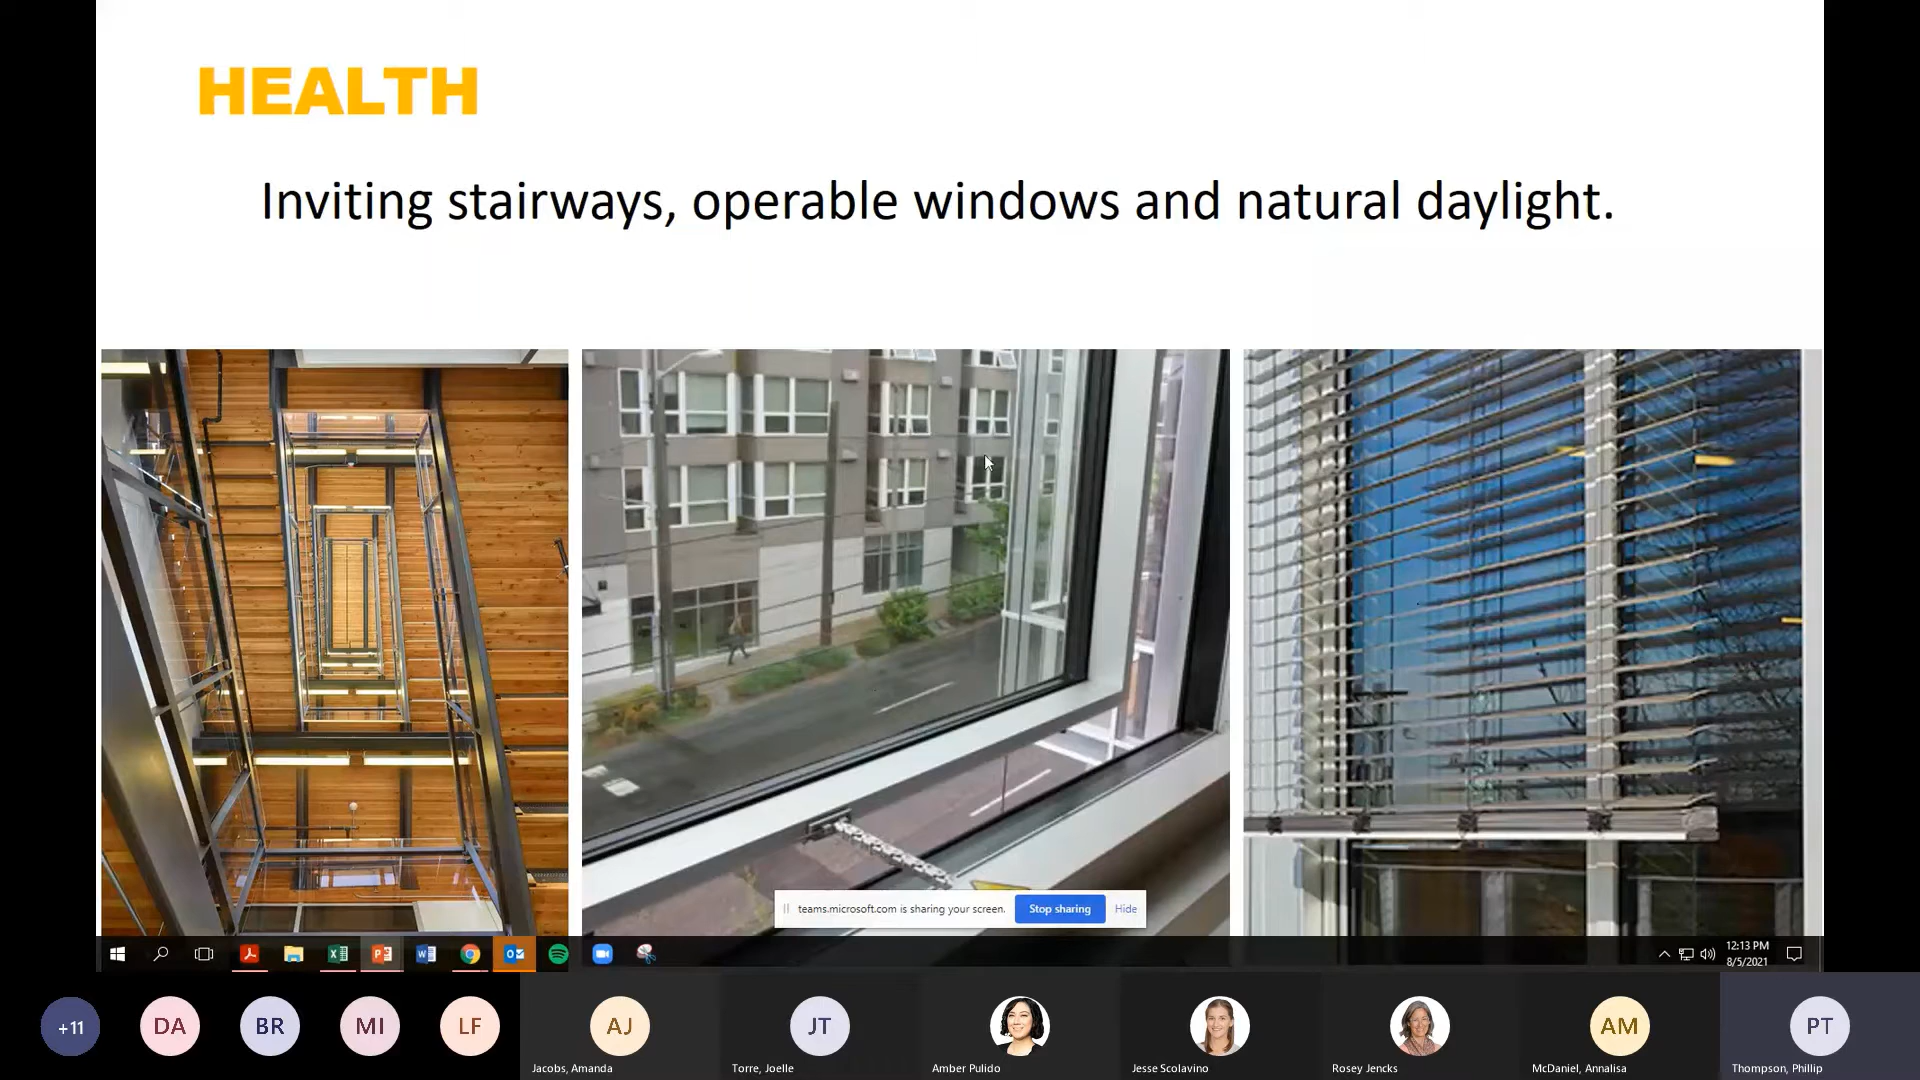 HEALTH
Inviting stairways, operable windows and natural daylight.
teams.microsoft.com is sharing your screen.
Stop sharing
Hide
12:13 PM
8/5/2021
+11
DA
BR
MI
LF
AJ
JT
AM
PT
Jacobs, Amanda
Torre, Joelle
Amber Pulido
Jesse Scolavino
Rosey Jencks
McDaniel, Annalisa
Thompson, Phillip